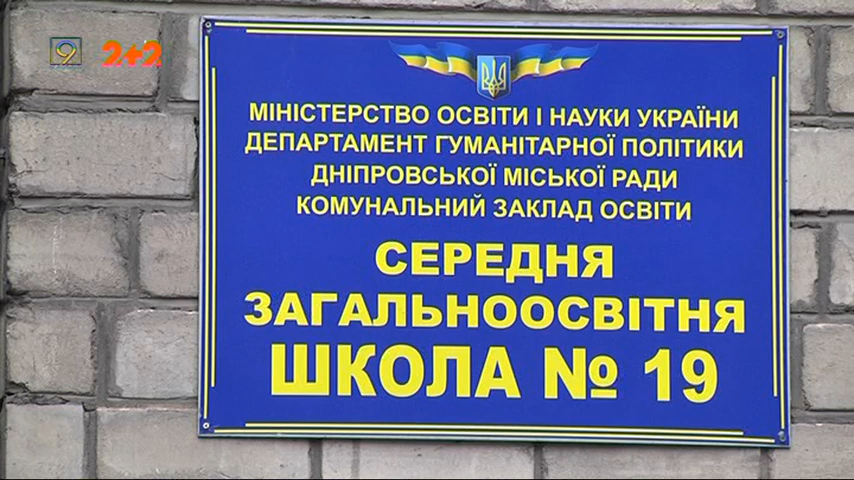 9 2+2
МІНІСТЕРСТВО ОСВІТИ І НАУКИ УКРАЇНИ
ДЕПАРТАМЕНТ ГУМАНІТАРНОЇ ПОЛІТИКИ
ДНІПРОВСЬКОЇ МІСЬКОЇ РАДИ
КОМУНАЛЬНИЙ ЗАКЛАД ОСВІТИ
СЕРЕДНЯ
ЗАГАЛЬНООСВІТНЯ
ШКОЛА № 19